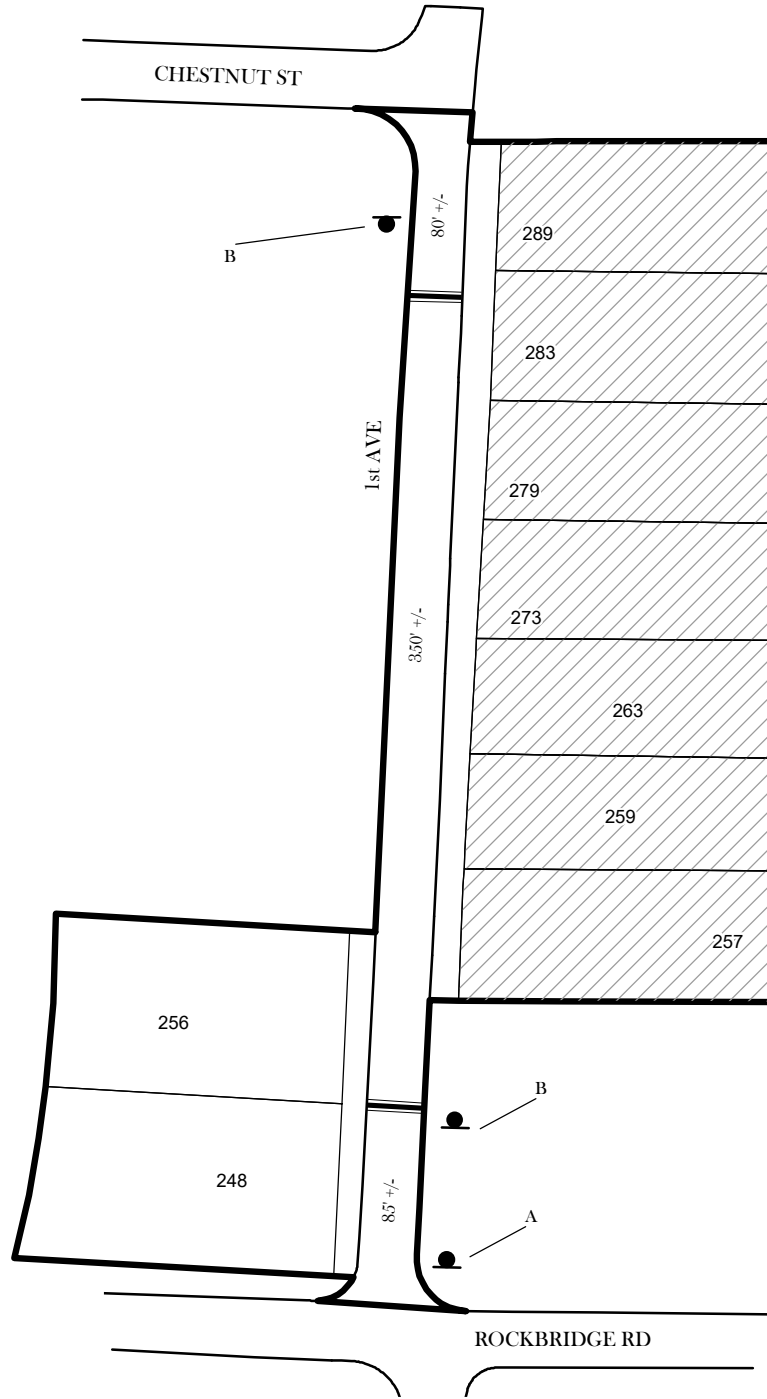 CHESTNUT ST
80' +/-
289
B
283
1st AVE
279
350' +/-
273
263
259
257
256
B
248
85' +/-
A
ROCKBRIDGE RD